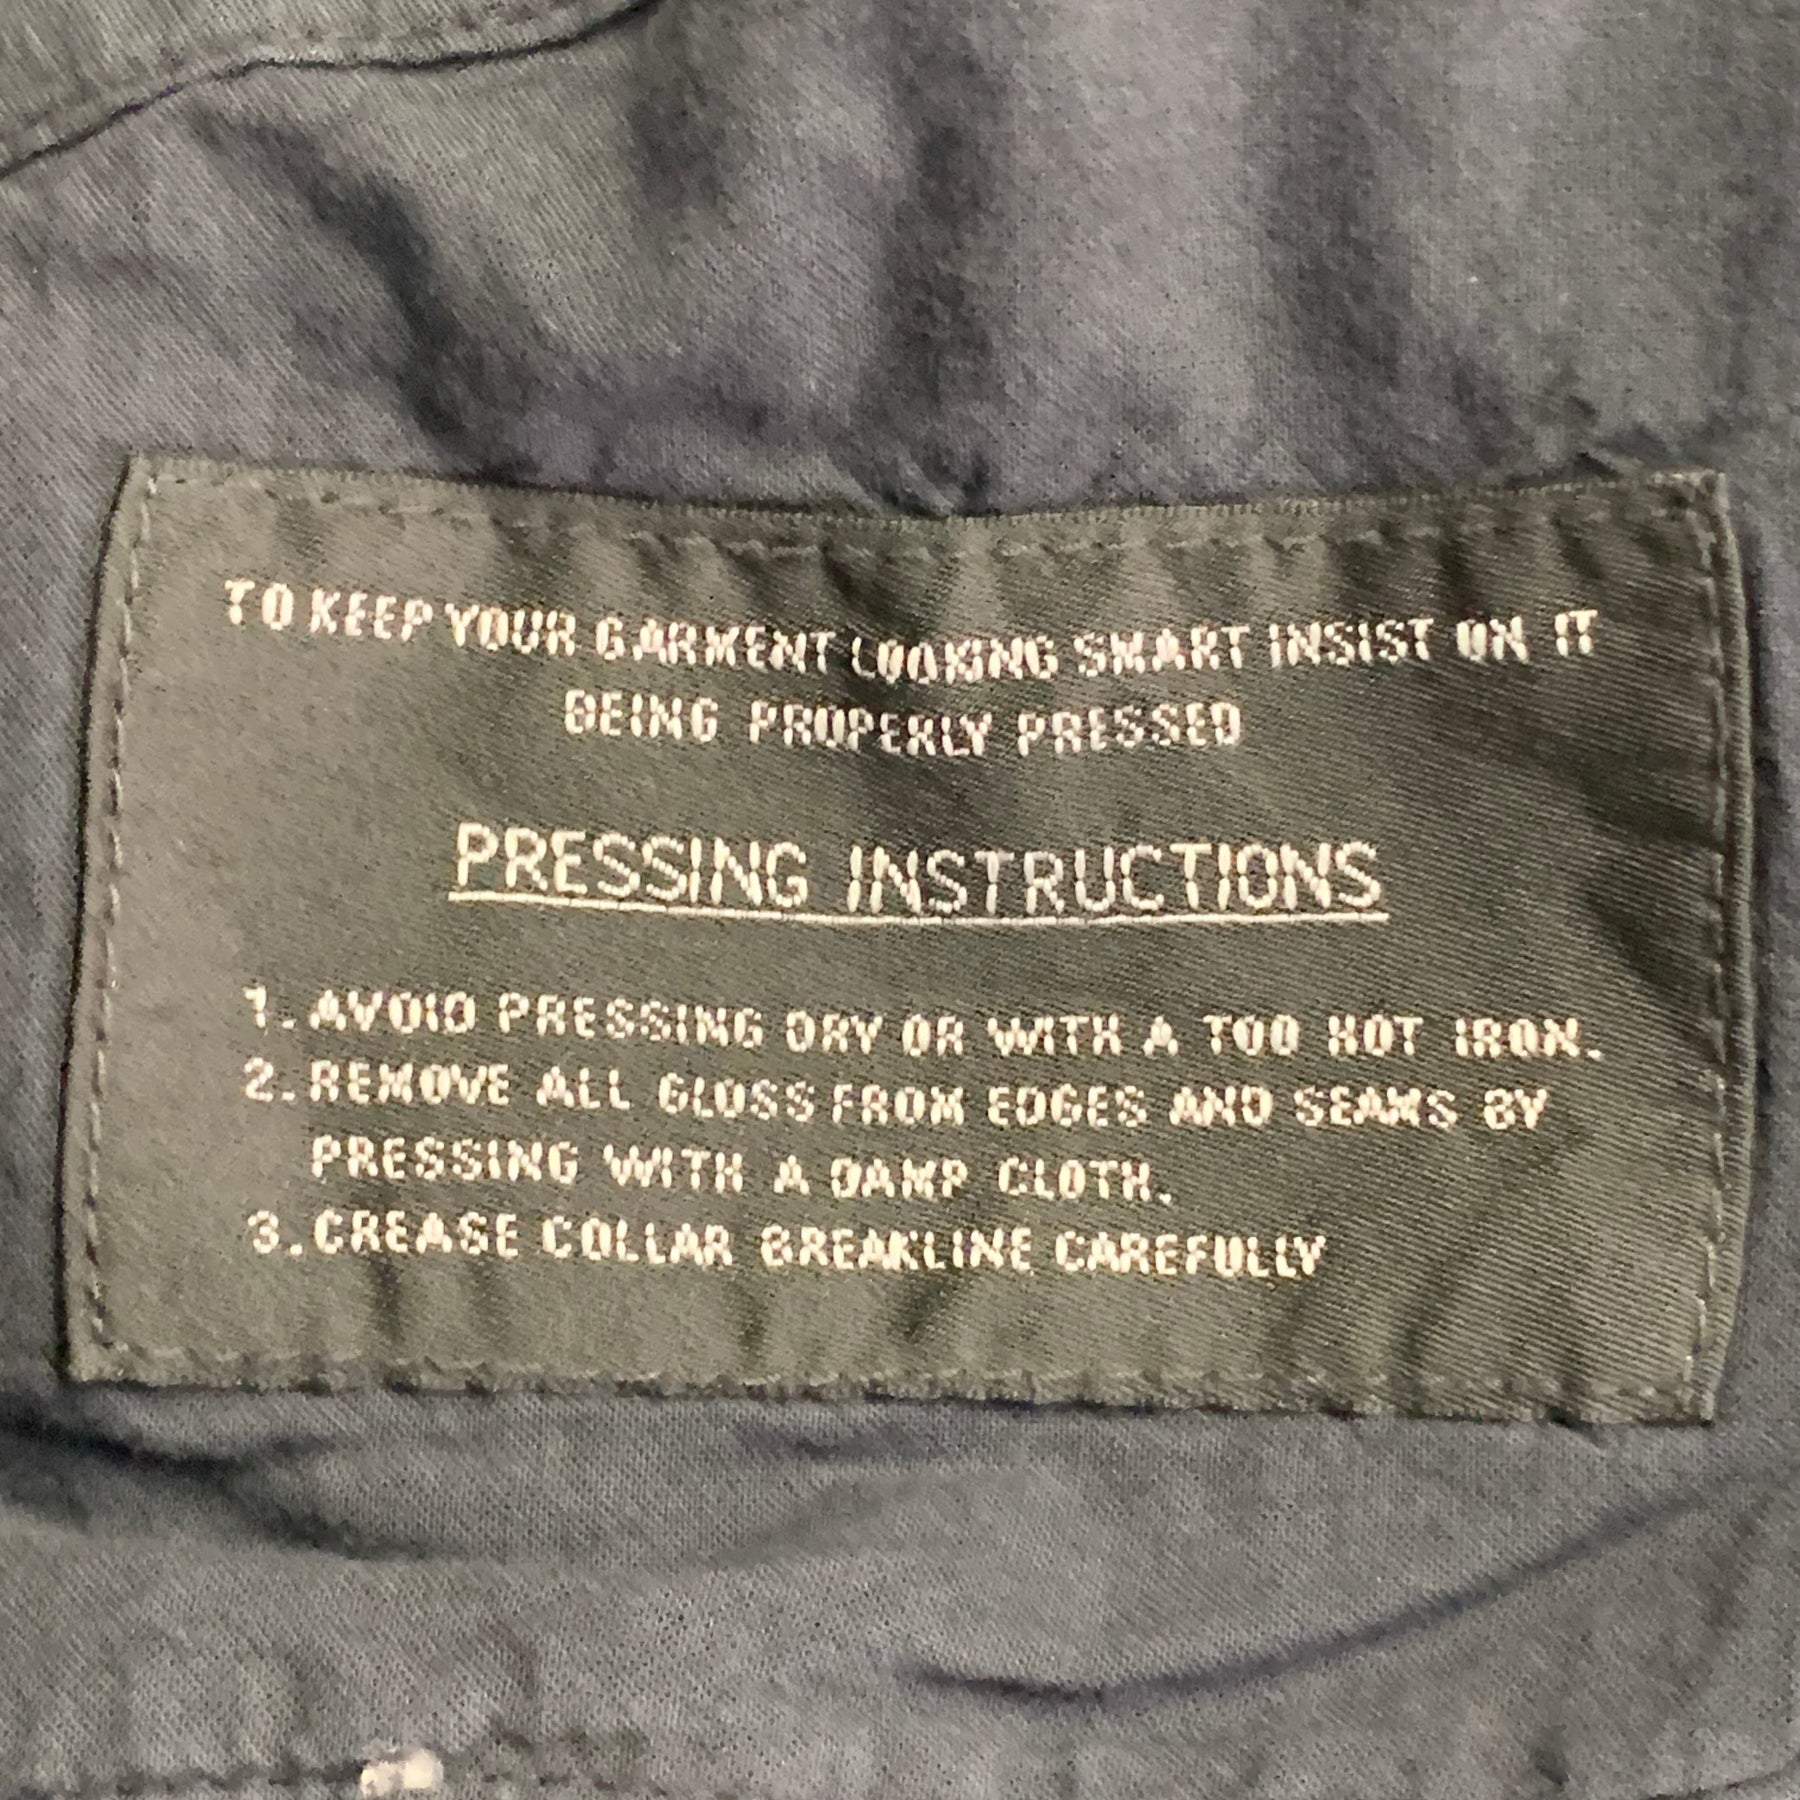 TO KEEP YOUR GARMENT LOOKING SMART INSIST ON IT
BEING PROPERLY PRESSED
PRESSING INSTRUCTIONS
1. AVOID PRESSING DRY OR WITH A TOO HOT IRON.
2. REMOVE ALL GLOSS FROM EDGES AND SEAMS BY
PRESSING WITH A DAMP CLOTH.
3. CREASE COLLAR BREAKLINE CAREFULLY